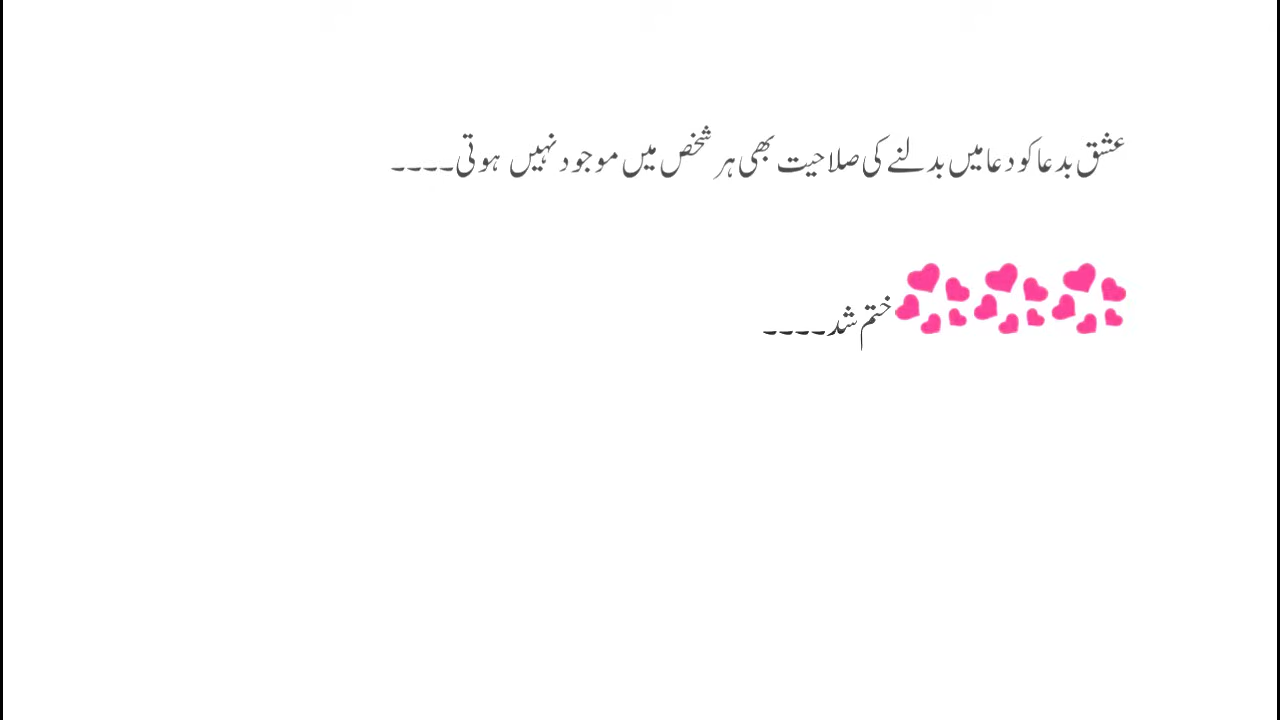 عشق بدعا کو دعا میں بدلنے کی صلاحیت بھی ہر شخص میں موجود نہیں ہوتی۔۔۔۔
💞💞💞ختم شد۔۔۔۔